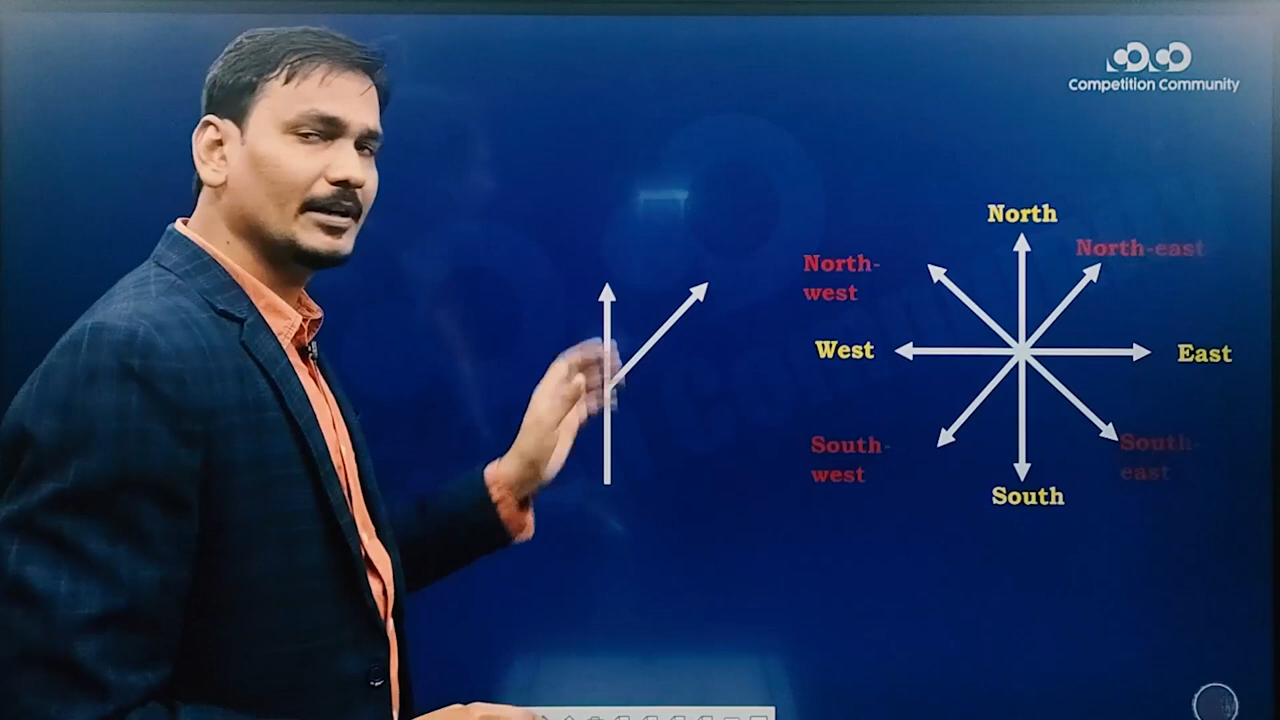 Competition Community
North
North-east
North-
west
West
East
South-
west
South-
east
South